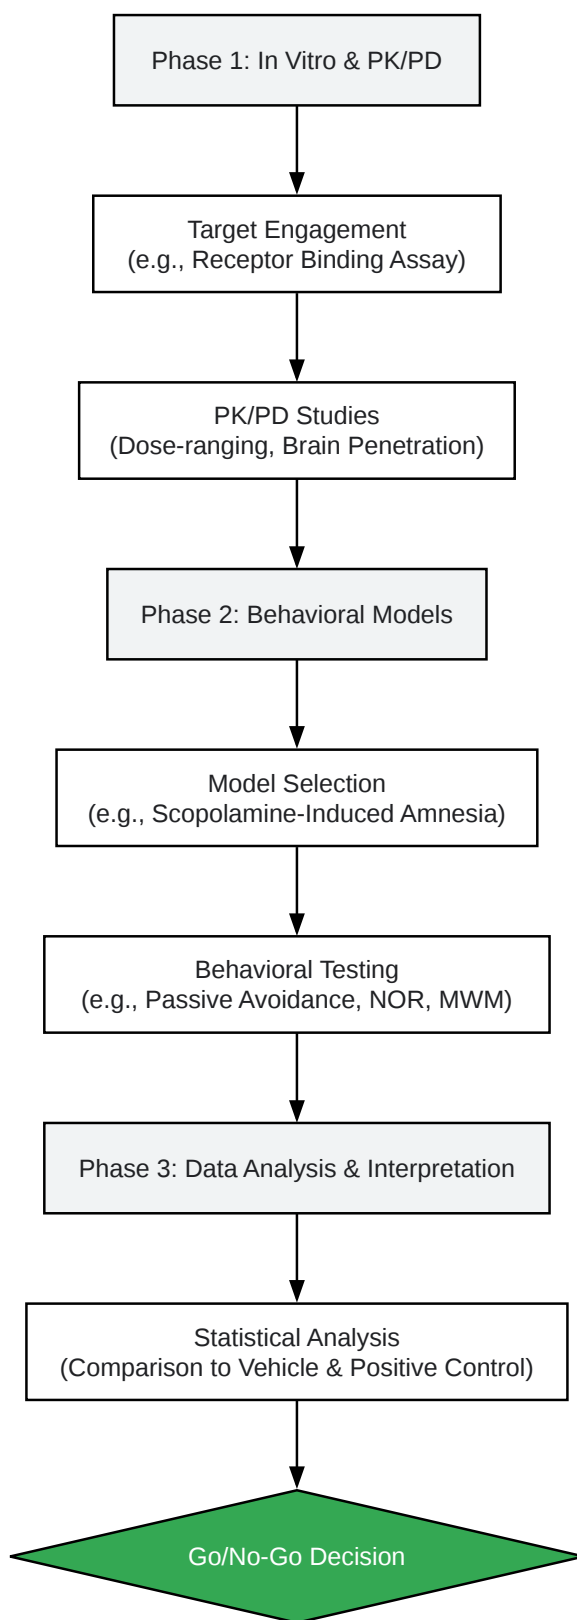 Phase 1: In Vitro & PK/PD
Target Engagement
(e.g., Receptor Binding Assay)
PK/PD Studies
(Dose-ranging, Brain Penetration)
Phase 2: Behavioral Models
Model Selection
(e.g., Scopolamine-Induced Amnesia)
Behavioral Testing
(e.g., Passive Avoidance, NOR, MWM)
Phase 3: Data Analysis & Interpretation
Statistical Analysis
(Comparison to Vehicle & Positive Control)
Go/No-Go Decision